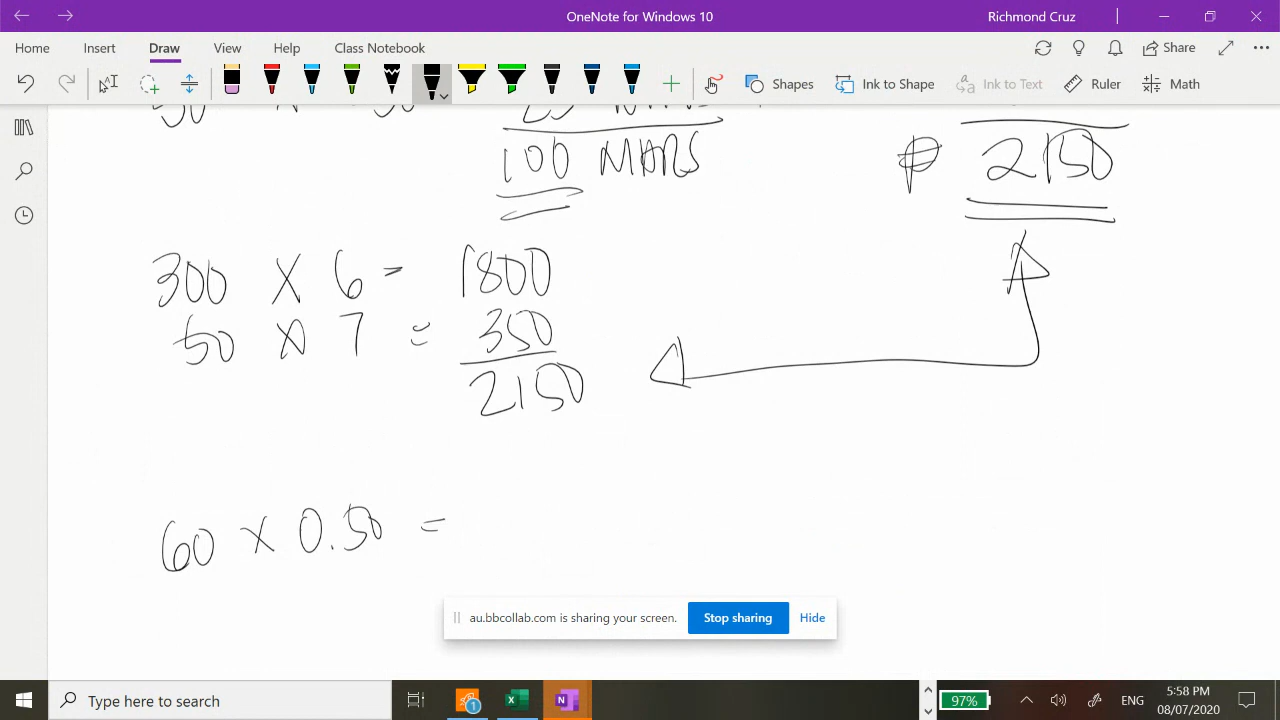 OneNote for Windows 10
Richmond Cruz
Home Insert Draw View Help Class Notebook
Share
Shapes Ink to Shape Ink to Text Ruler Math
100 MARS
₱ 2150
300 X 6 = 1800
50 X 7 = 350
2150
60 X 0.50 =
au.bbcollab.com is sharing your screen. Stop sharing Hide
Type here to search
1
97%
ENG
5:58 PM
08/07/2020